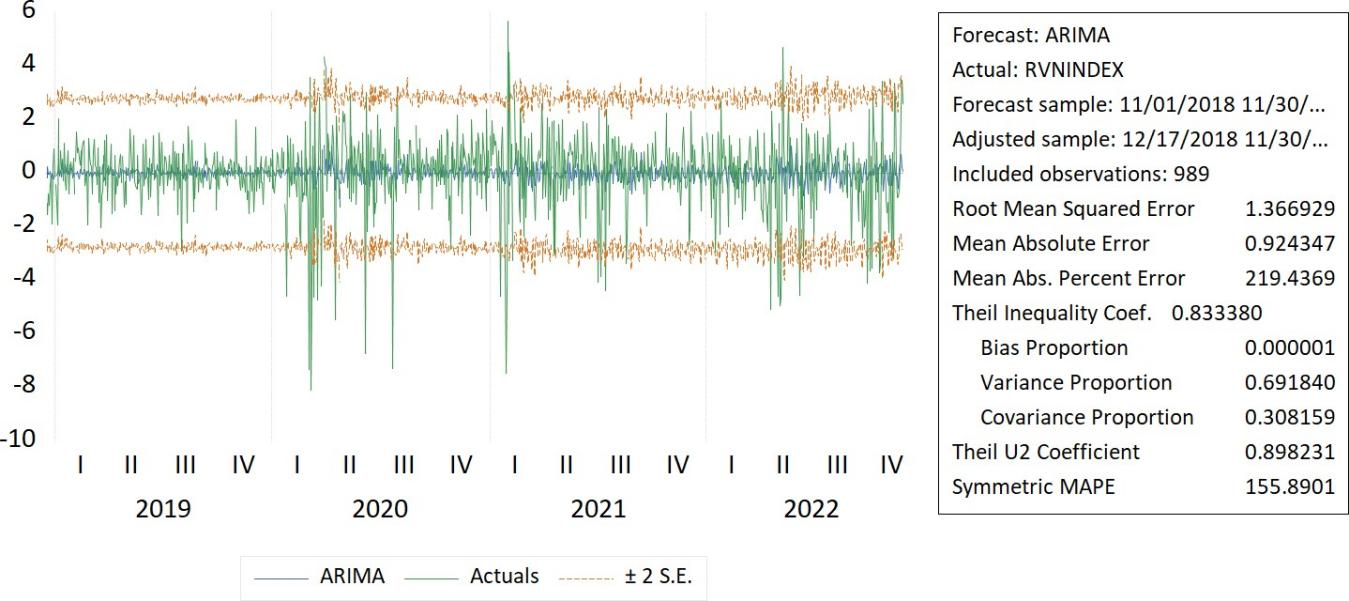 6
4
2
0
-2
-4
-6
-8
-10
I II III IV I II III IV I II III IV I II III IV
2019 2020 2021 2022
ARIMA Actuals ± 2 S.E.
Forecast: ARIMA
Actual: RVNINDEX
Forecast sample: 11/01/2018 11/30/...
Adjusted sample: 12/17/2018 11/30/...
Included observations: 989
Root Mean Squared Error 1.366929
Mean Absolute Error 0.924347
Mean Abs. Percent Error 219.4369
Theil Inequality Coef. 0.833380
Bias Proportion 0.000001
Variance Proportion 0.691840
Covariance Proportion 0.308159
Theil U2 Coefficient 0.898231
Symmetric MAPE 155.8901